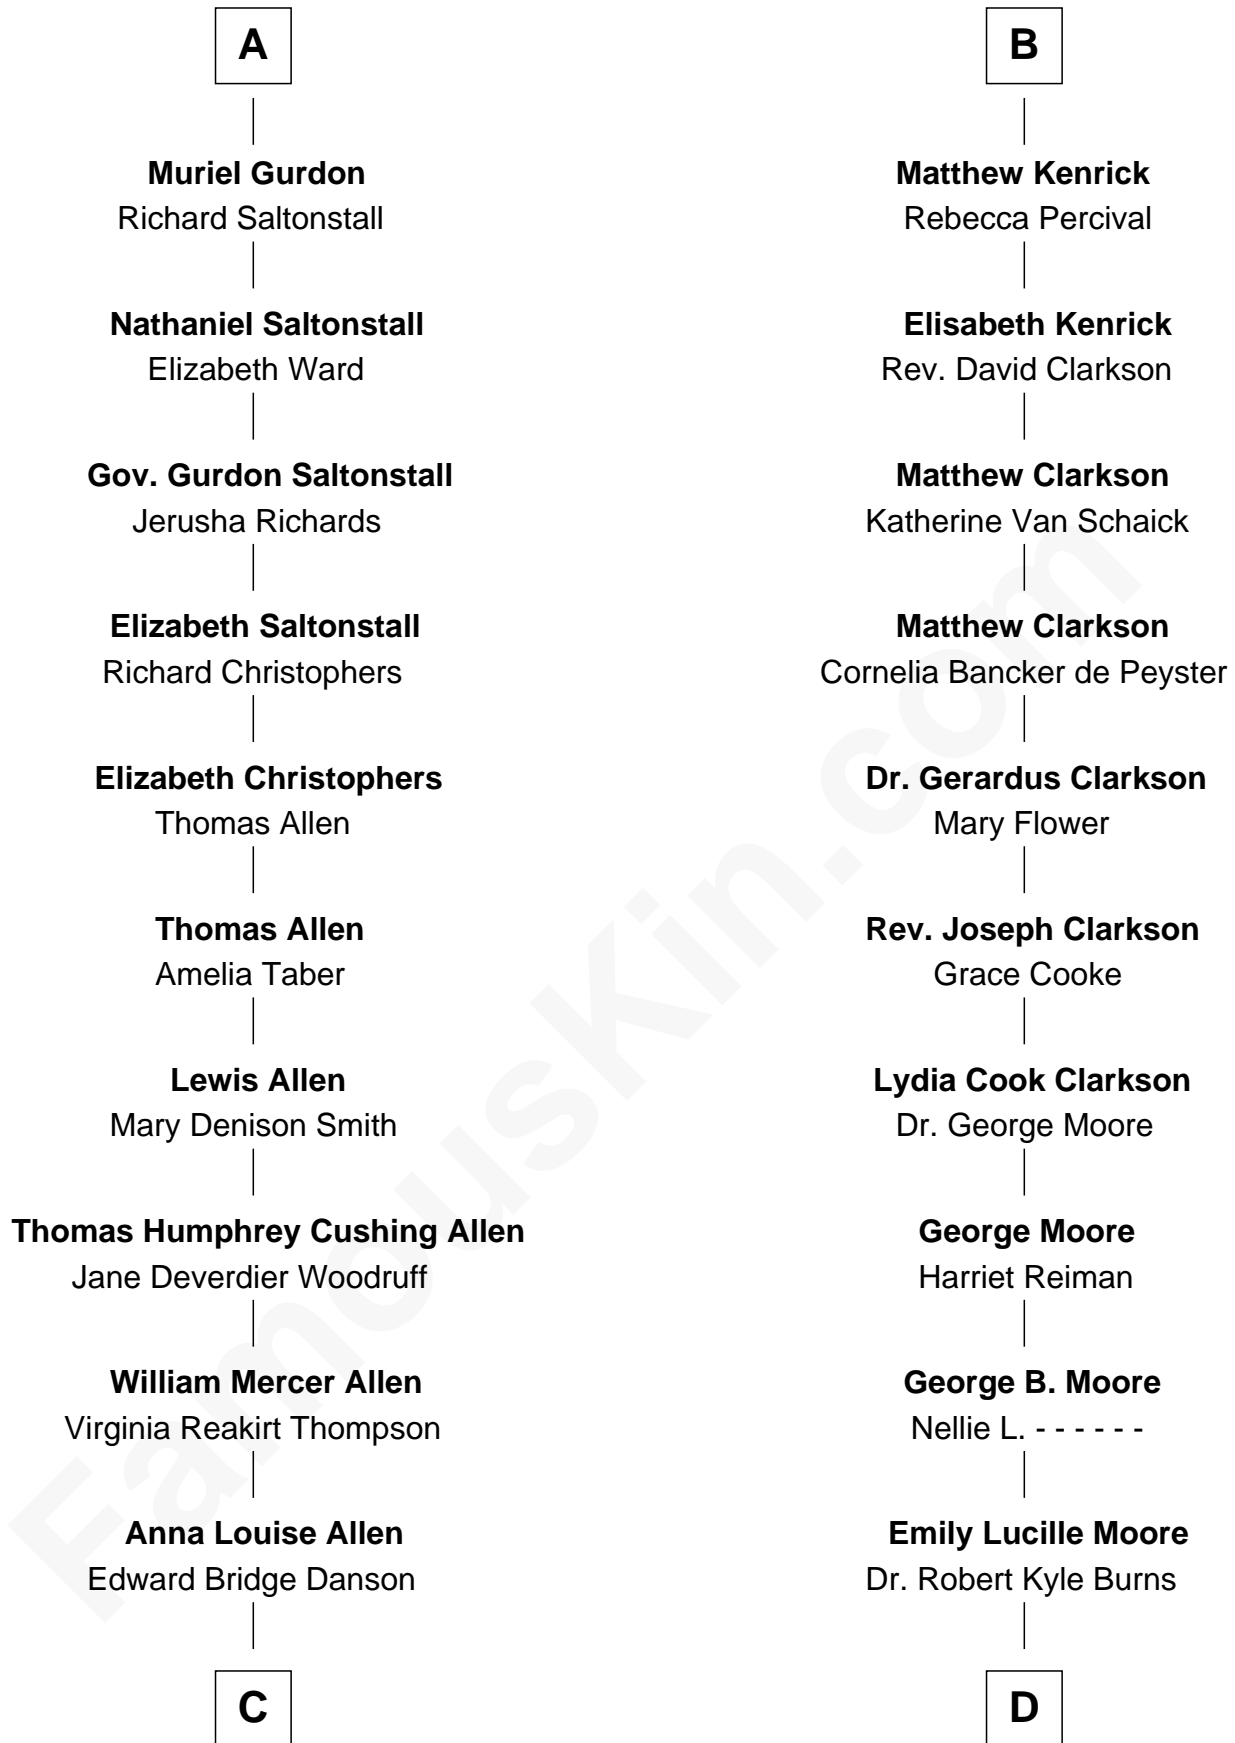 A
Muriel Gurdon
Richard Saltonstall
Nathaniel Saltonstall
Elizabeth Ward
Gov. Gurdon Saltonstall
Jerusha Richards
Elizabeth Saltonstall
Richard Christophers
Elizabeth Christophers
Thomas Allen
Thomas Allen
Amelia Taber
Lewis Allen
Mary Denison Smith
Thomas Humphrey Cushing Allen
Jane Deverdier Woodruff
William Mercer Allen
Virginia Reakirt Thompson
Anna Louise Allen
Edward Bridge Danson
C
B
Matthew Kenrick
Rebecca Percival
Elisabeth Kenrick
Rev. David Clarkson
Matthew Clarkson
Katherine Van Schaick
Matthew Clarkson
Cornelia Bancker de Peyster
Dr. Gerardus Clarkson
Mary Flower
Rev. Joseph Clarkson
Grace Cooke
Lydia Cook Clarkson
Dr. George Moore
George Moore
Harriet Reiman
George B. Moore
Nellie L. - - - - - -
Emily Lucille Moore
Dr. Robert Kyle Burns
D
FamousKin.com